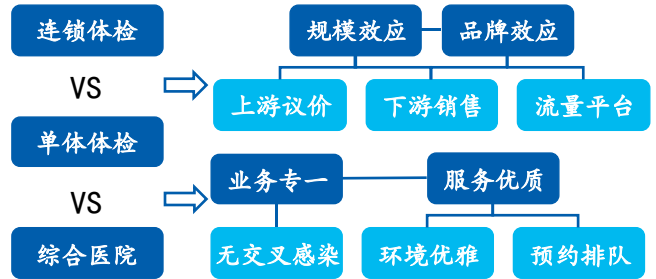 连锁体检
规模效应
品牌效应
VS
上游议价
下游销售
流量平台
单体体检
业务专一
服务优质
VS
综合医院
无交叉感染
环境优雅
预约排队